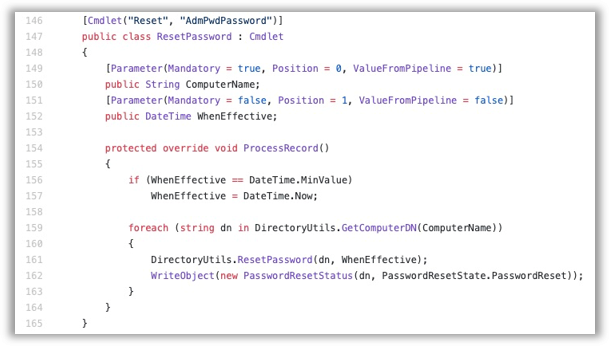 146 [Cmdlet("Reset", "AdmPwdPassword")]
147 public class ResetPassword : Cmdlet
148 {
149 [Parameter(Mandatory = true, Position = 0, ValueFromPipeline = true)]
150 public String ComputerName;
151 [Parameter(Mandatory = false, Position = 1, ValueFromPipeline = false)]
152 public DateTime WhenEffective;
153
154 protected override void ProcessRecord()
155 {
156 if (WhenEffective == DateTime.MinValue)
157 WhenEffective = DateTime.Now;
158
159 foreach (string dn in DirectoryUtils.GetComputerDN(ComputerName))
160 {
161 DirectoryUtils.ResetPassword(dn, WhenEffective);
162 WriteObject(new PasswordResetStatus(dn, PasswordResetState.PasswordReset));
163 }
164 }
165 }